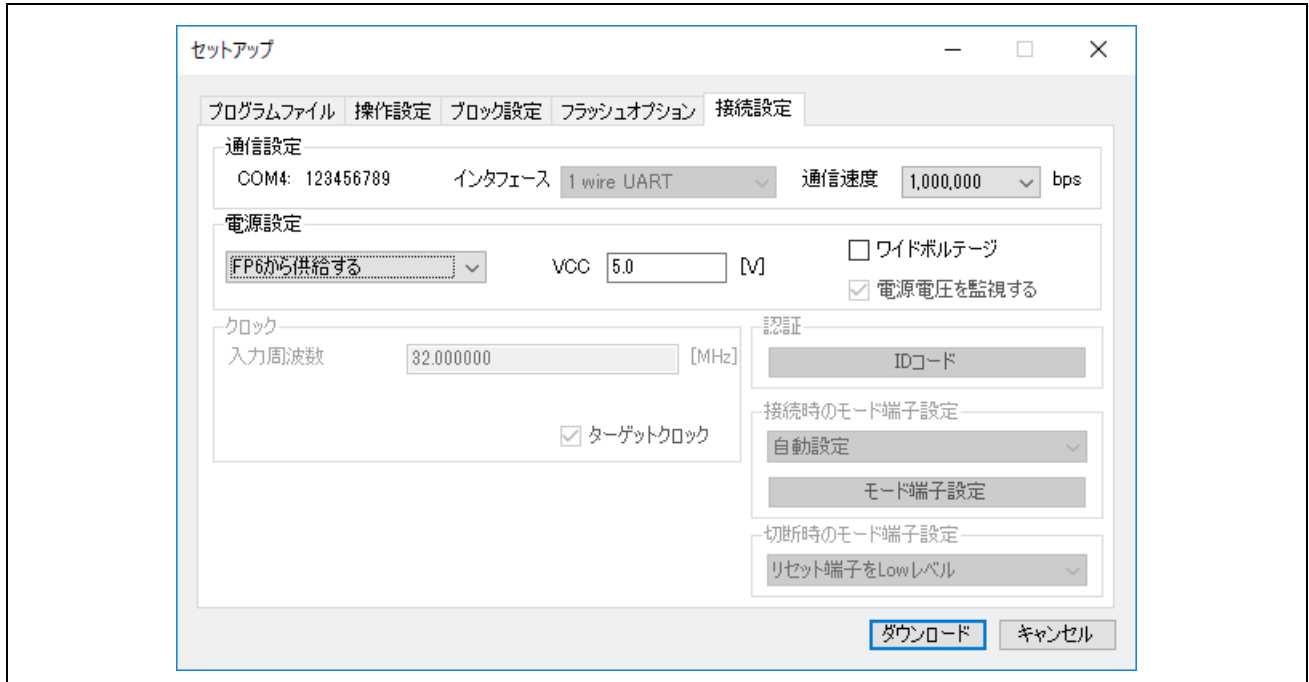 セットアップ
プログラムファイル 操作設定 ブロック設定 フラッシュオプション 接続設定
通信設定
COM4: 123456789 インタフェース 1 wire UART 通信速度 1,000,000 bps
電源設定
FP6から供給する VCC 5.0 [V] ワイドボルテージ
電源電圧を監視する
クロック
入力周波数 32.000000 [MHz]
ターゲットクロック
認証
IDコード
接続時のモード端子設定
自動設定
モード端子設定
切断時のモード端子設定
リセット端子をLowレベル
ダウンロード キャンセル